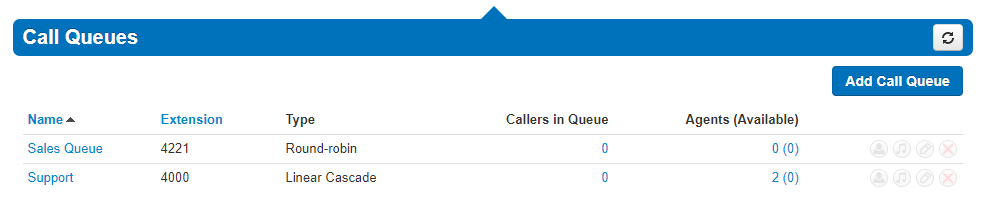 Call Queues
Add Call Queue
Name Extension Type Callers in Queue Agents (Available)
Sales Queue 4221 Round-robin 0 0 (0)
Support 4000 Linear Cascade 0 2 (0)